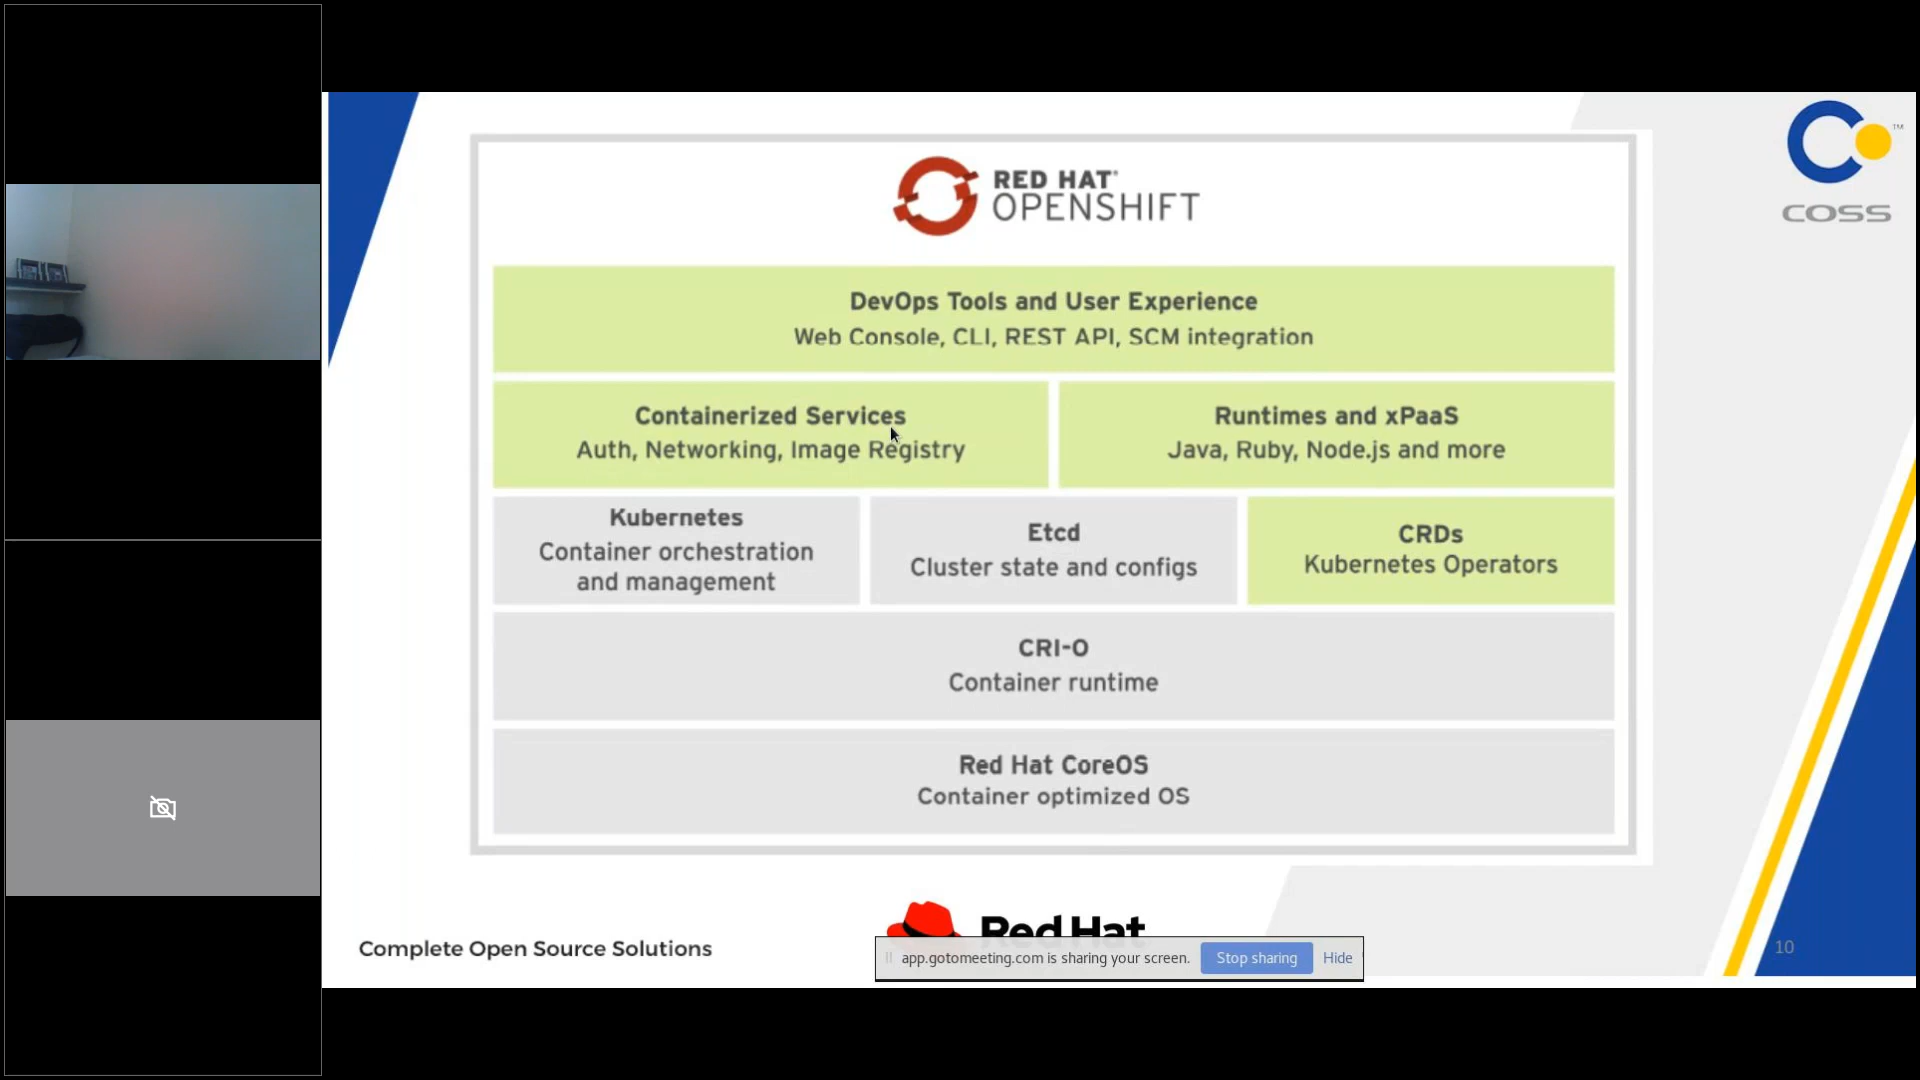 RED HAT®
OPENSHIFT
TM
COSS
DevOps Tools and User Experience
Web Console, CLI, REST API, SCM integration
Containerized Services
Auth, Networking, Image Registry
Runtimes and xPaaS
Java, Ruby, Node.js and more
Kubernetes
Container orchestration
and management
Etcd
Cluster state and configs
CRDs
Kubernetes Operators
CRI-O
Container runtime
Red Hat CoreOS
Container optimized OS
Red Hat
Complete Open Source Solutions
app.gotomeeting.com is sharing your screen.
Stop sharing
Hide
10